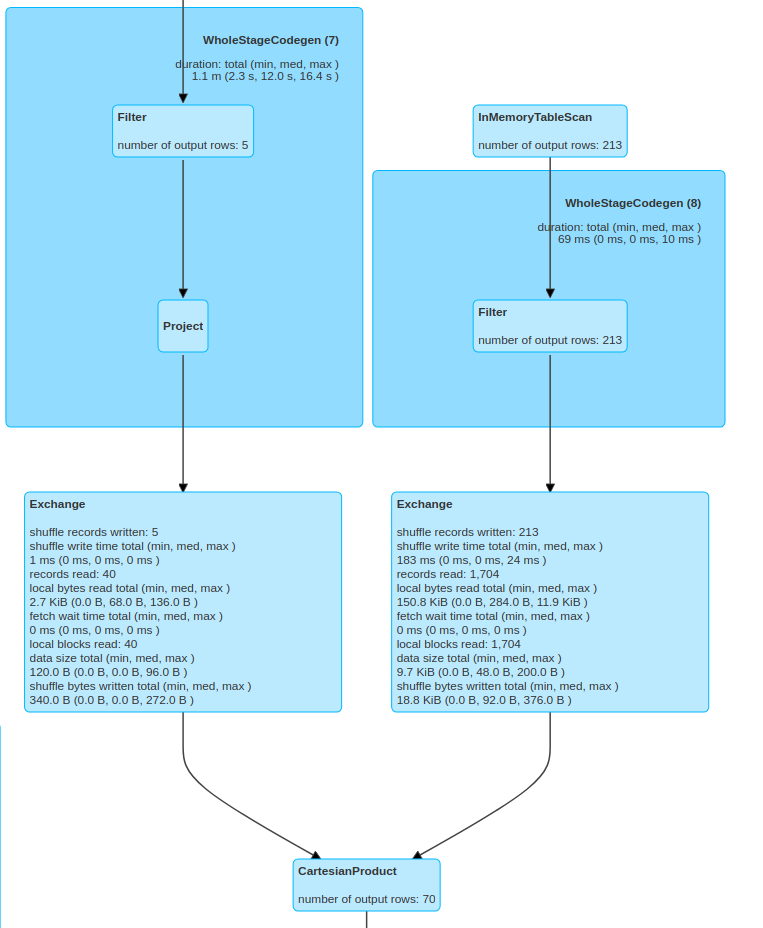 WholeStageCodegen (7)
duration: total (min, med, max )
1.1 m (2.3 s, 12.0 s, 16.4 s )
Filter
number of output rows: 5
Project
InMemoryTableScan
number of output rows: 213
WholeStageCodegen (8)
duration: total (min, med, max )
69 ms (0 ms, 0 ms, 10 ms )
Filter
number of output rows: 213
Exchange
shuffle records written: 5
shuffle write time total (min, med, max )
1 ms (0 ms, 0 ms, 0 ms )
records read: 40
local bytes read total (min, med, max )
2.7 KiB (0.0 B, 68.0 B, 136.0 B )
fetch wait time total (min, med, max )
0 ms (0 ms, 0 ms, 0 ms )
local blocks read: 40
data size total (min, med, max )
120.0 B (0.0 B, 0.0 B, 96.0 B )
shuffle bytes written total (min, med, max )
340.0 B (0.0 B, 0.0 B, 272.0 B )
Exchange
shuffle records written: 213
shuffle write time total (min, med, max )
183 ms (0 ms, 0 ms, 24 ms )
records read: 1,704
local bytes read total (min, med, max )
150.8 KiB (0.0 B, 284.0 B, 11.9 KiB )
fetch wait time total (min, med, max )
0 ms (0 ms, 0 ms, 0 ms )
local blocks read: 1,704
data size total (min, med, max )
9.7 KiB (0.0 B, 48.0 B, 200.0 B )
shuffle bytes written total (min, med, max )
18.8 KiB (0.0 B, 92.0 B, 376.0 B )
CartesianProduct
number of output rows: 70